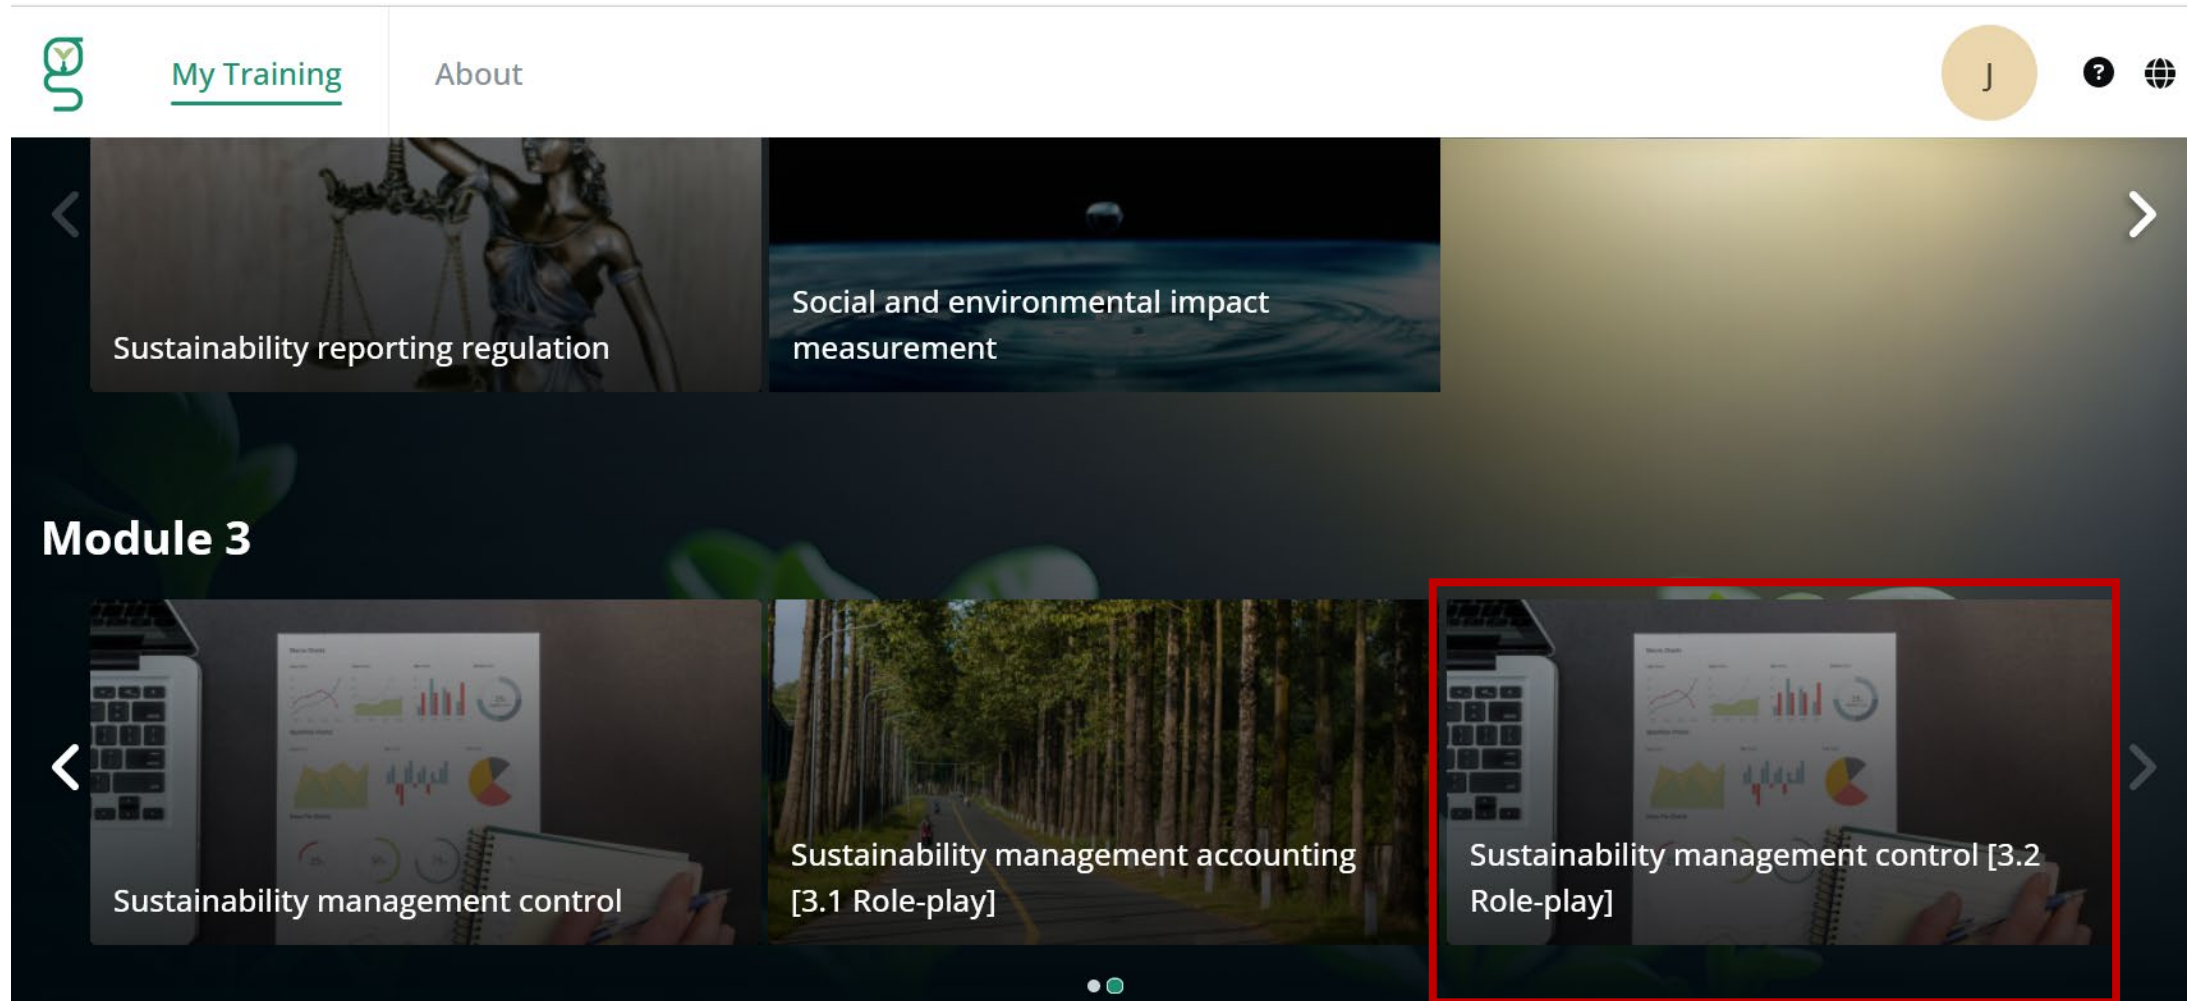 My Training
About
J
?
Sustainability reporting regulation
Social and environmental impact
measurement
Module 3
Sustainability management control
Sustainability management accounting
[3.1 Role-play]
Sustainability management control [3.2
Role-play]